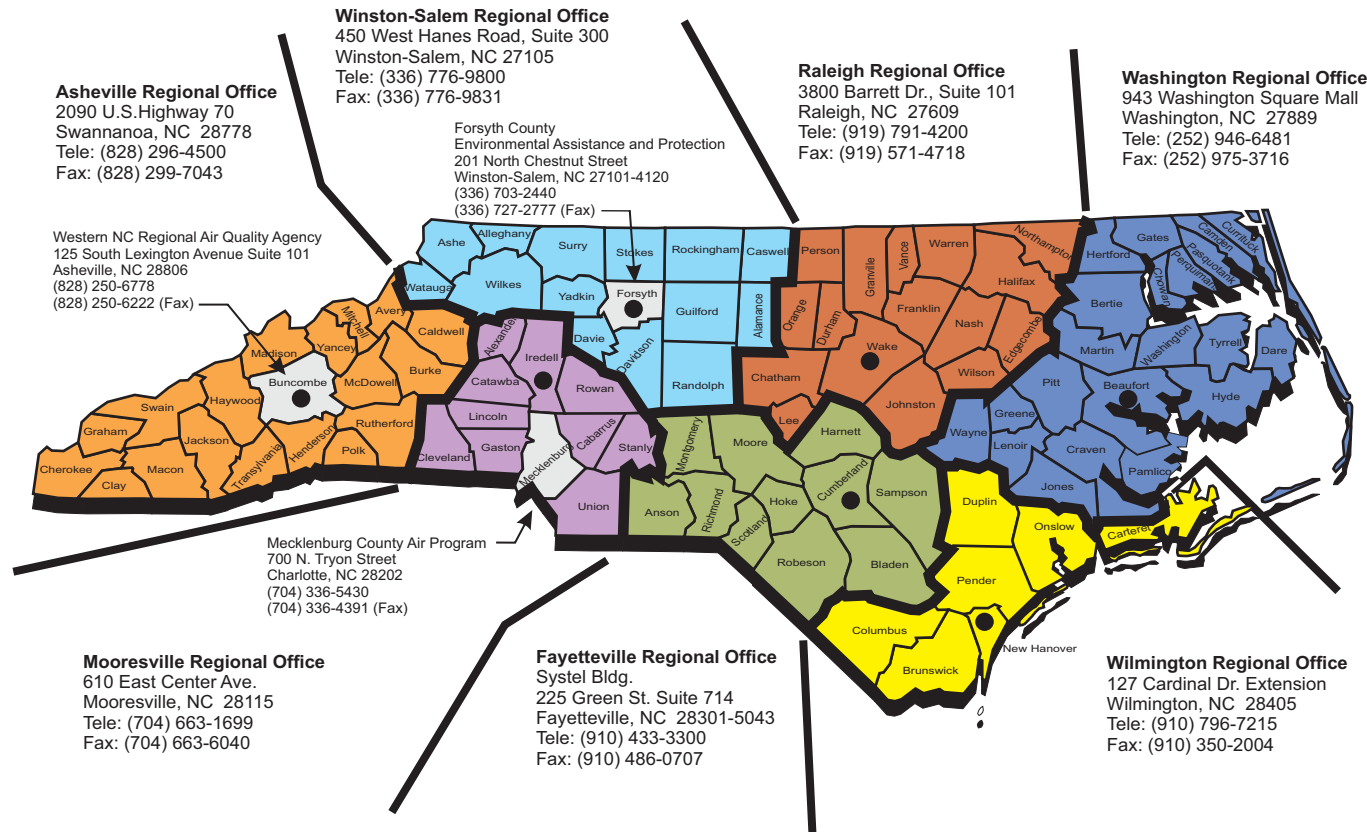 Winston-Salem Regional Office
450 West Hanes Road, Suite 300
Winston-Salem, NC 27105
Tele: (336) 776-9800
Fax: (336) 776-9831
Asheville Regional Office
2090 U.S.Highway 70
Swannanoa, NC 28778
Tele: (828) 296-4500
Fax: (828) 299-7043
Raleigh Regional Office
3800 Barrett Dr., Suite 101
Raleigh, NC 27609
Tele: (919) 791-4200
Fax: (919) 571-4718
Washington Regional Office
943 Washington Square Mall
Washington, NC 27889
Tele: (252) 946-6481
Fax: (252) 975-3716
Forsyth County
Environmental Assistance and Protection
201 North Chestnut Street
Winston-Salem, NC 27101-4120
(336) 703-2440
(336) 727-2777 (Fax)
Western NC Regional Air Quality Agency
125 South Lexington Avenue Suite 101
Asheville, NC 28806
(828) 250-6778
(828) 250-6222 (Fax)
Cherokee
Graham
Swain
Clay
Macon
Jackson
Haywood
Madison
Buncombe
Transylvania
Henderson
Polk
Rutherford
McDowell
Yancey
Mitchell
Avery
Caldwell
Burke
Ashe
Alleghany
Surry
Stokes
Rockingham
Caswell
Watauga
Wilkes
Yadkin
Forsyth
Guilford
Alamance
Davie
Davidson
Randolph
Alexander
Iredell
Catawba
Rowan
Lincoln
Gaston
Cleveland
Mecklenburg
Cabarrus
Stanly
Union
Person
Granville
Vance
Warren
Northampton
Halifax
Orange
Durham
Franklin
Nash
Edgecombe
Wake
Chatham
Wilson
Lee
Johnston
Montgomery
Moore
Harnett
Anson
Richmond
Scotland
Hoke
Cumberland
Sampson
Robeson
Bladen
Hertford
Gates
Camden
Currituck
Pasquotank
Perquimans
Chowan
Bertie
Martin
Washington
Tyrrell
Dare
Pitt
Beaufort
Hyde
Greene
Wayne
Lenoir
Craven
Pamlico
Jones
Duplin
Onslow
Carteret
Pender
Columbus
Brunswick
New Hanover
Mecklenburg County Air Program
700 N. Tryon Street
Charlotte, NC 28202
(704) 336-5430
(704) 336-4391 (Fax)
Mooresville Regional Office
610 East Center Ave.
Mooresville, NC 28115
Tele: (704) 663-1699
Fax: (704) 663-6040
Fayetteville Regional Office
Systel Bldg.
225 Green St. Suite 714
Fayetteville, NC 28301-5043
Tele: (910) 433-3300
Fax: (910) 486-0707
Wilmington Regional Office
127 Cardinal Dr. Extension
Wilmington, NC 28405
Tele: (910) 796-7215
Fax: (910) 350-2004